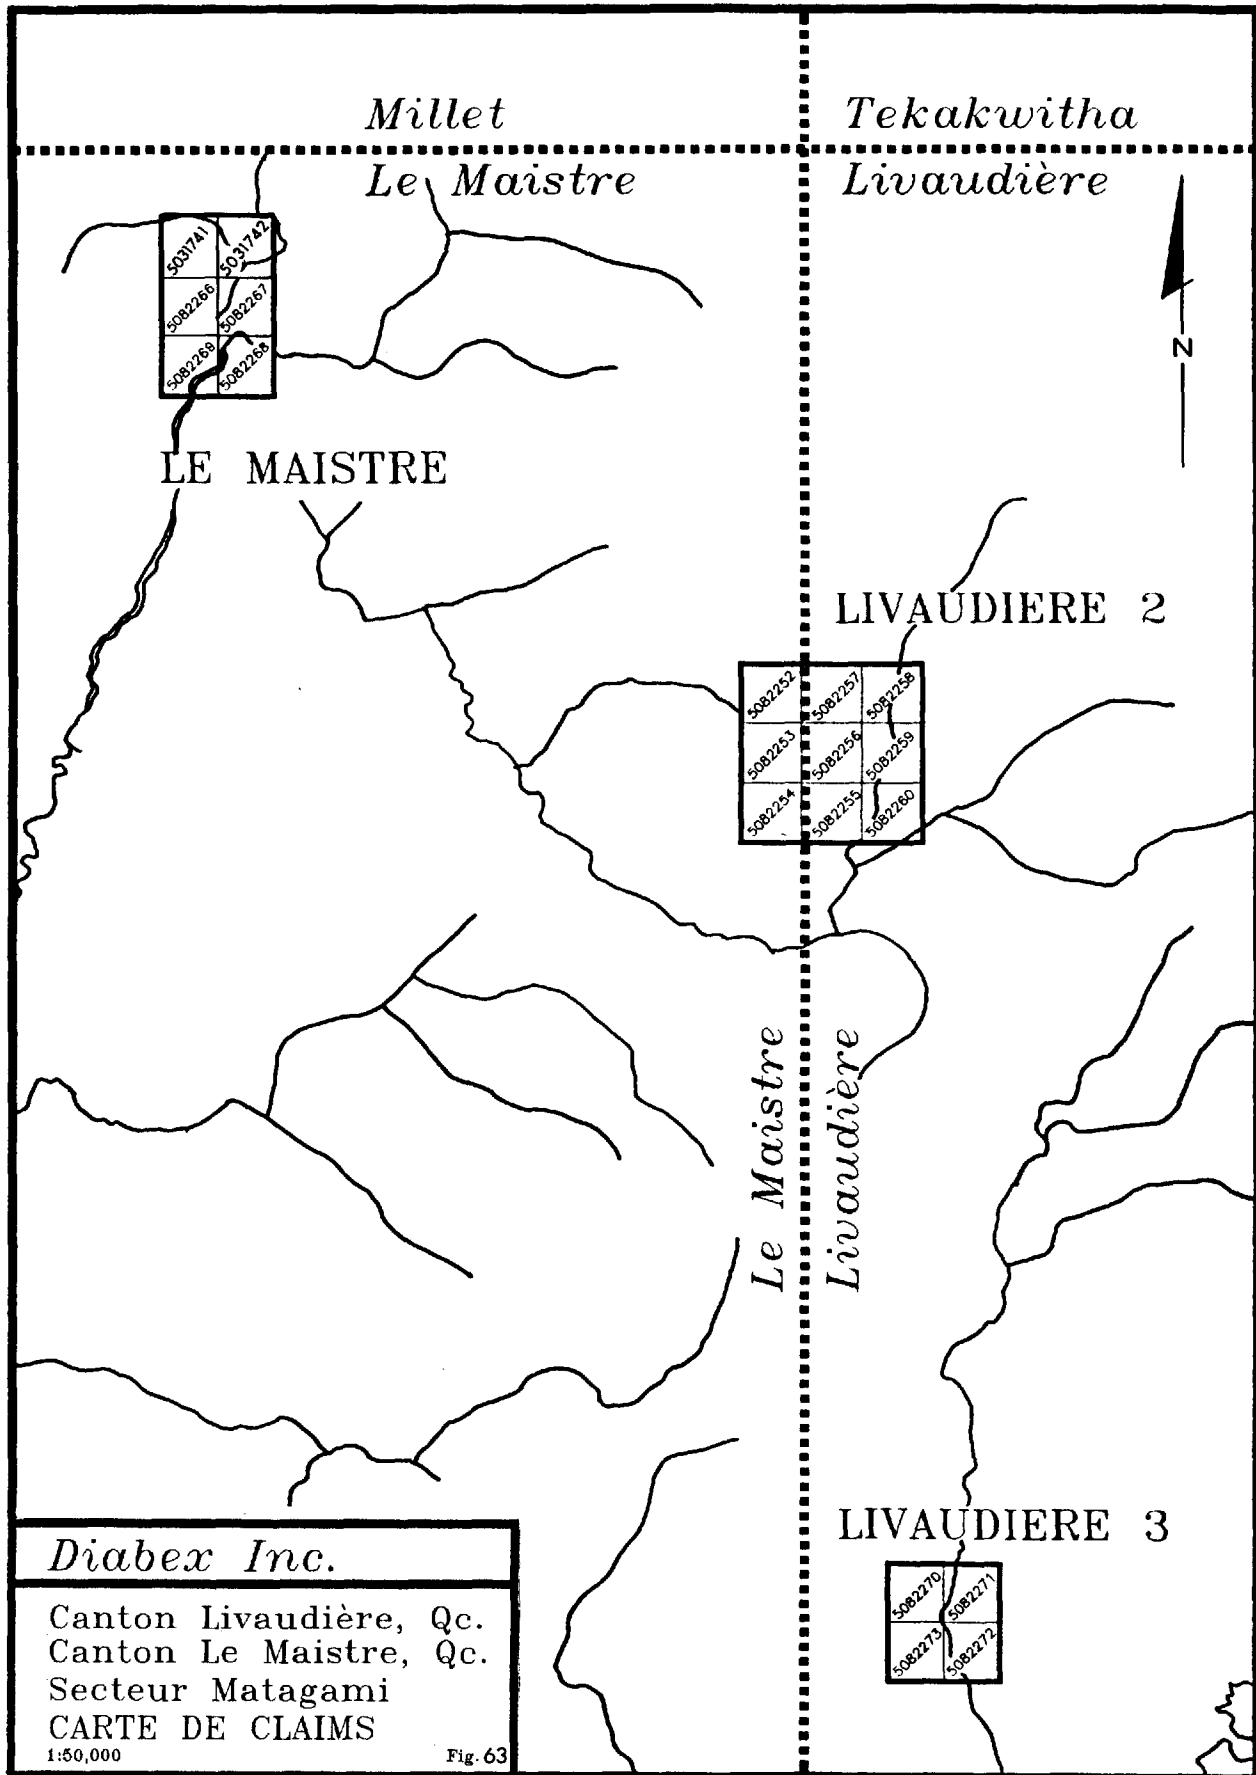 Millet
Tekakwitha
Le Maistre
Livaudière
5031741
5031742
5082266
5082267
5082269
5082268
N
LE MAISTRE
LIVAUDIERE 2
5082252
5082257
5082258
5082253
5082256
5082259
5082254
5082255
5082260
Le Maistre
Livaudière
LIVAUDIERE 3
5082270
5082271
5082273
5082272
Diabex Inc.
Canton Livaudière, Qc.
Canton Le Maistre, Qc.
Secteur Matagami
CARTE DE CLAIMS
1:50,000
Fig. 63